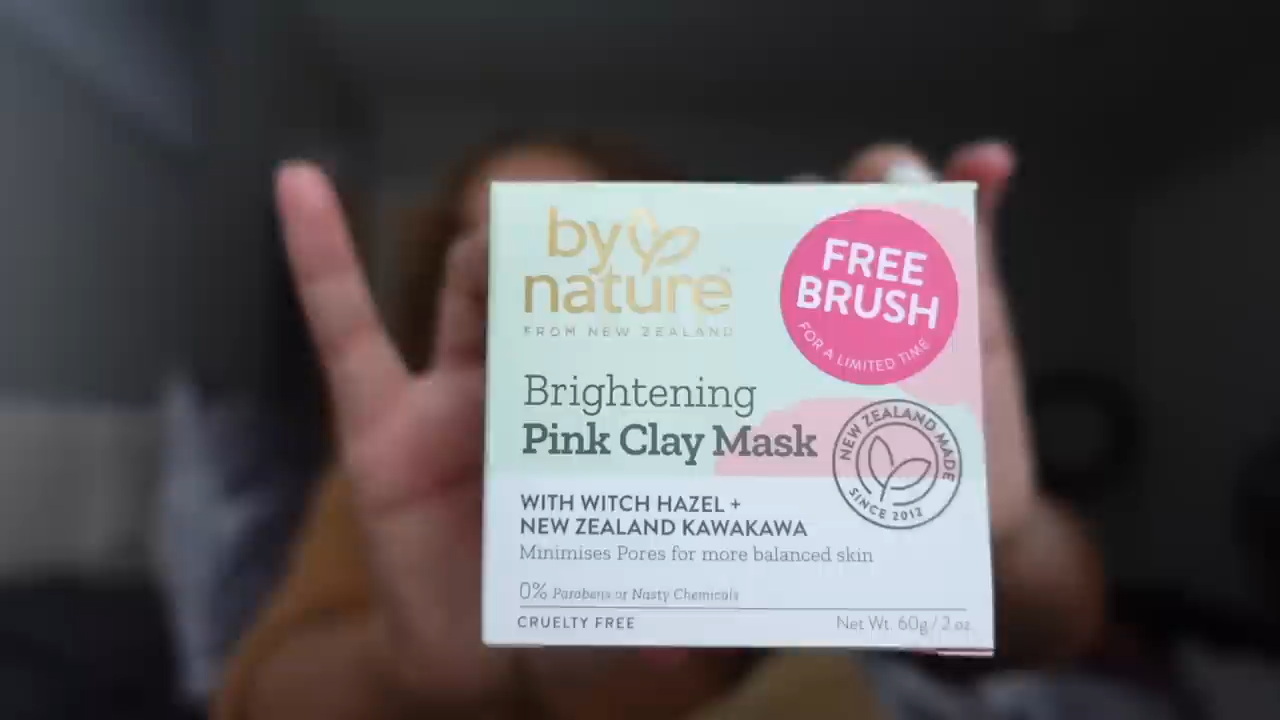 by
nature™
FROM NEW ZEALAND
FREE
BRUSH
FOR A LIMITED TIME
Brightening
Pink Clay Mask
NEW ZEALAND MADE
SINCE 2012
WITH WITCH HAZEL +
NEW ZEALAND KAWAKAWA
Minimises Pores for more balanced skin
0% Parabens or Nasty Chemicals
CRUELTY FREE
Net Wt. 60g / 2 oz.